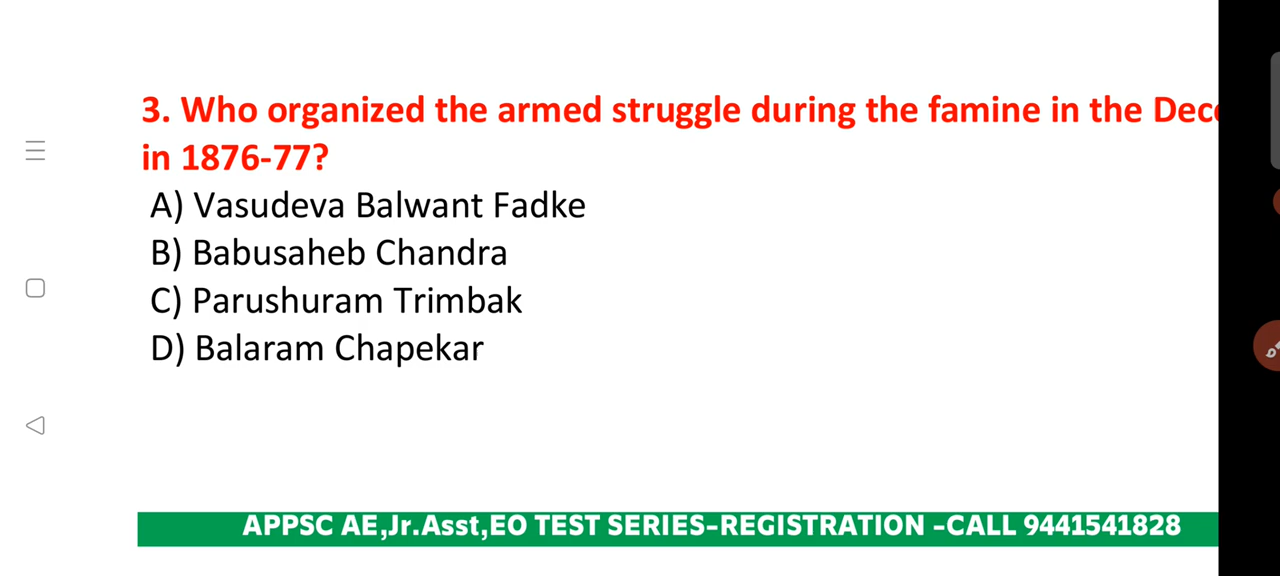 3. Who organized the armed struggle during the famine in the
in 1876-77?
A) Vasudeva Balwant Fadke
B) Babusaheb Chandra
C) Parushuram Trimbak
D) Balaram Chapekar
APPSC AE,Jr.Asst,EO TEST SERIES-REGISTRATION -CALL 9441541828